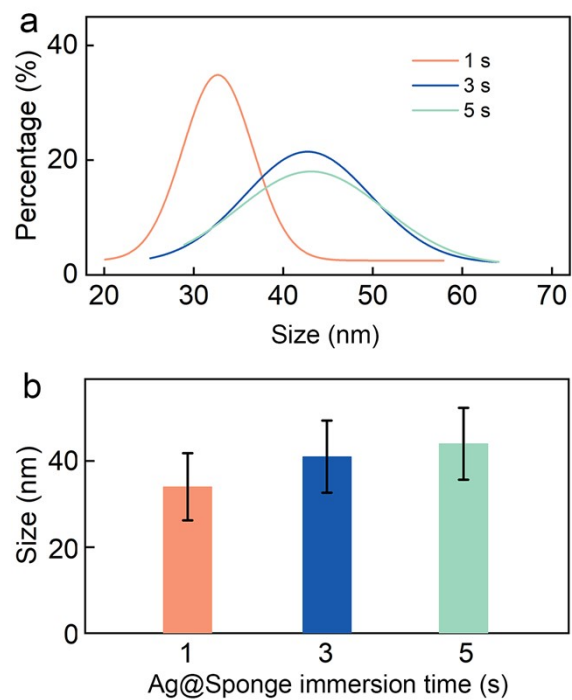 a
Percentage (%)
40
20
0
1 s
3 s
5 s
20 30 40 50 60 70
Size (nm)
b
Size (nm)
40
20
0
1 3 5
Ag@Sponge immersion time (s)